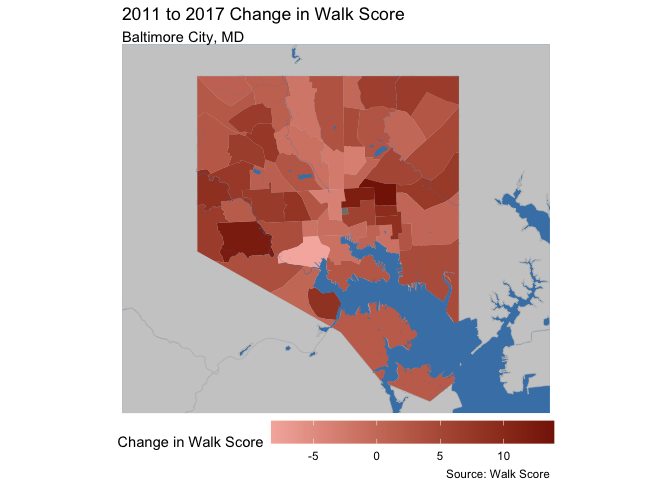 2011 to 2017 Change in Walk Score
Baltimore City, MD
Change in Walk Score
-5 0 5 10
Source: Walk Score